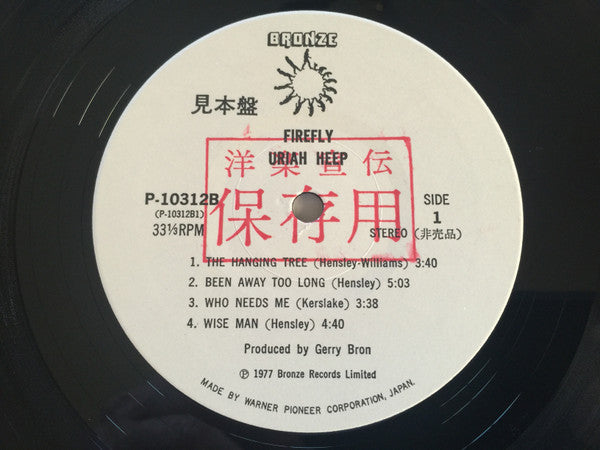 BRONZE
見本盤
FIREFLY
URIAH HEEP
洋楽宣伝
保存用
P-10312B
(P-10312B1)
33⅓RPM
SIDE
1
STEREO (非売品)
1. THE HANGING TREE (Hensley-Williams) 3:40
2. BEEN AWAY TOO LONG (Hensley) 5:03
3. WHO NEEDS ME (Kerslake) 3:38
4. WISE MAN (Hensley) 4:40
Produced by Gerry Bron
Ⓟ 1977 Bronze Records Limited
MADE BY WARNER PIONEER CORPORATION, JAPAN.